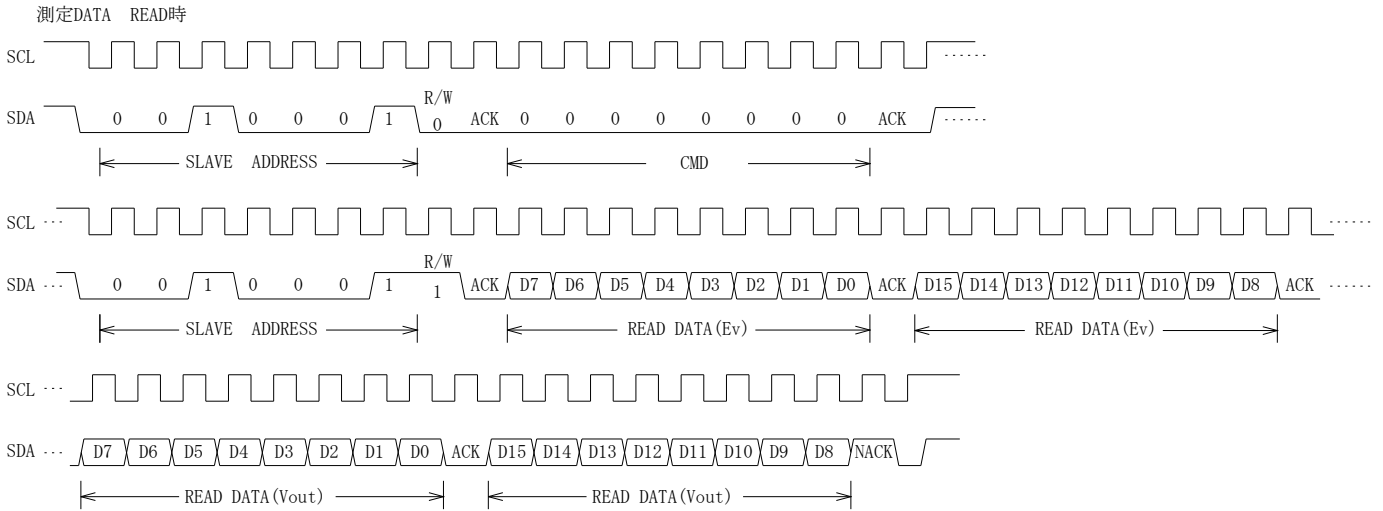 測定DATA READ時
SCL ······
R/W
SDA 0 0 1 0 0 0 1 0 ACK 0 0 0 0 0 0 0 0 ACK ······
SLAVE ADDRESS CMD
SCL ··· ······
R/W
SDA ··· 0 0 1 0 0 0 1 1 ACK D7 D6 D5 D4 D3 D2 D1 D0 ACK D15 D14 D13 D12 D11 D10 D9 D8 ACK ······
SLAVE ADDRESS READ DATA(Ev) READ DATA(Ev)
SCL ···
SDA ··· D7 D6 D5 D4 D3 D2 D1 D0 ACK D15 D14 D13 D12 D11 D10 D9 D8 NACK
READ DATA(Vout) READ DATA(Vout)